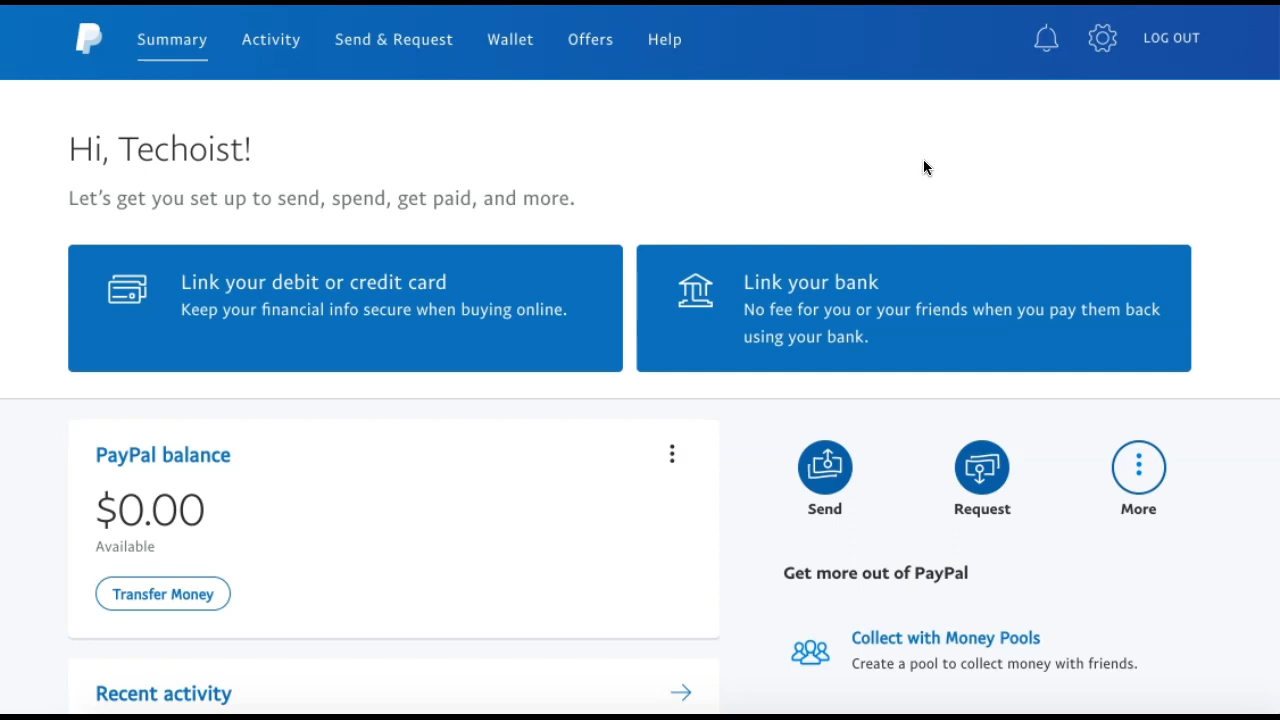 Summary
Activity
Send & Request
Wallet
Offers
Help
LOG OUT
Hi, Techoist!
Let's get you set up to send, spend, get paid, and more.
Link your debit or credit card
Keep your financial info secure when buying online.
Link your bank
No fee for you or your friends when you pay them back
using your bank.
PayPal balance
$0.00
Available
Transfer Money
Recent activity
Send
Request
More
Get more out of PayPal
Collect with Money Pools
Create a pool to collect money with friends.